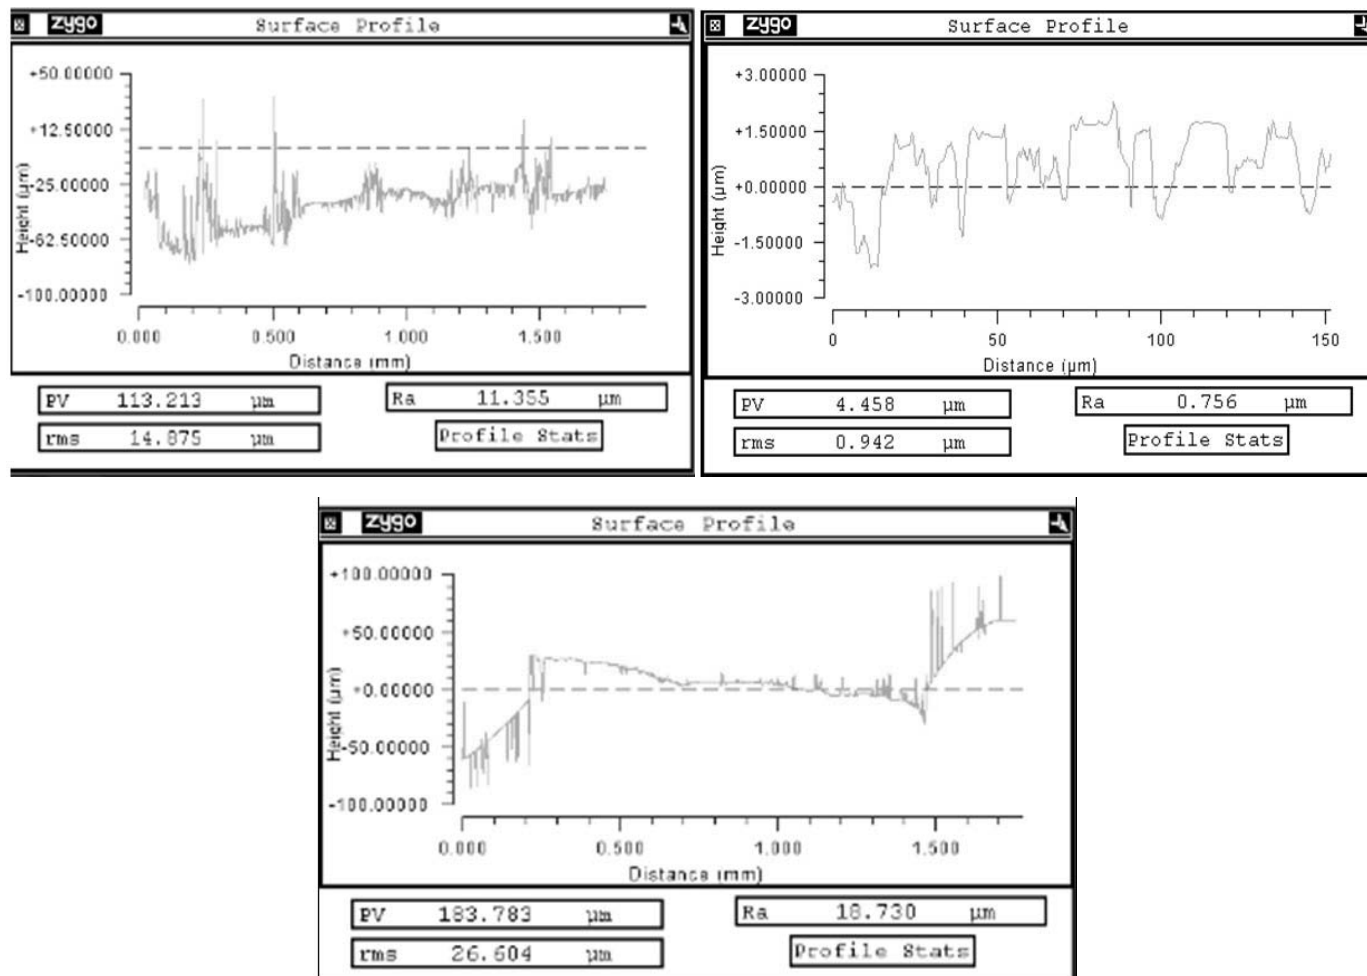 zygo Surface Profile
+50.00000
+12.50000
-25.00000
-62.50000
-100.00000
Height (µm)
0.000 0.500 1.000 1.500
Distance (mm)
PV 113.213 µm
Ra 11.355 µm
rms 14.875 µm
Profile Stats
zygo Surface Profile
+3.00000
+1.50000
+0.00000
-1.50000
-3.00000
Height (µm)
0 50 100 150
Distance (µm)
PV 4.458 µm
Ra 0.756 µm
rms 0.942 µm
Profile Stats
zygo Surface Profile
+100.00000
+50.00000
+0.00000
-50.00000
-100.00000
Height (µm)
0.000 0.500 1.000 1.500
Distance (mm)
PV 183.783 µm
Ra 18.730 µm
rms 26.604 µm
Profile Stats